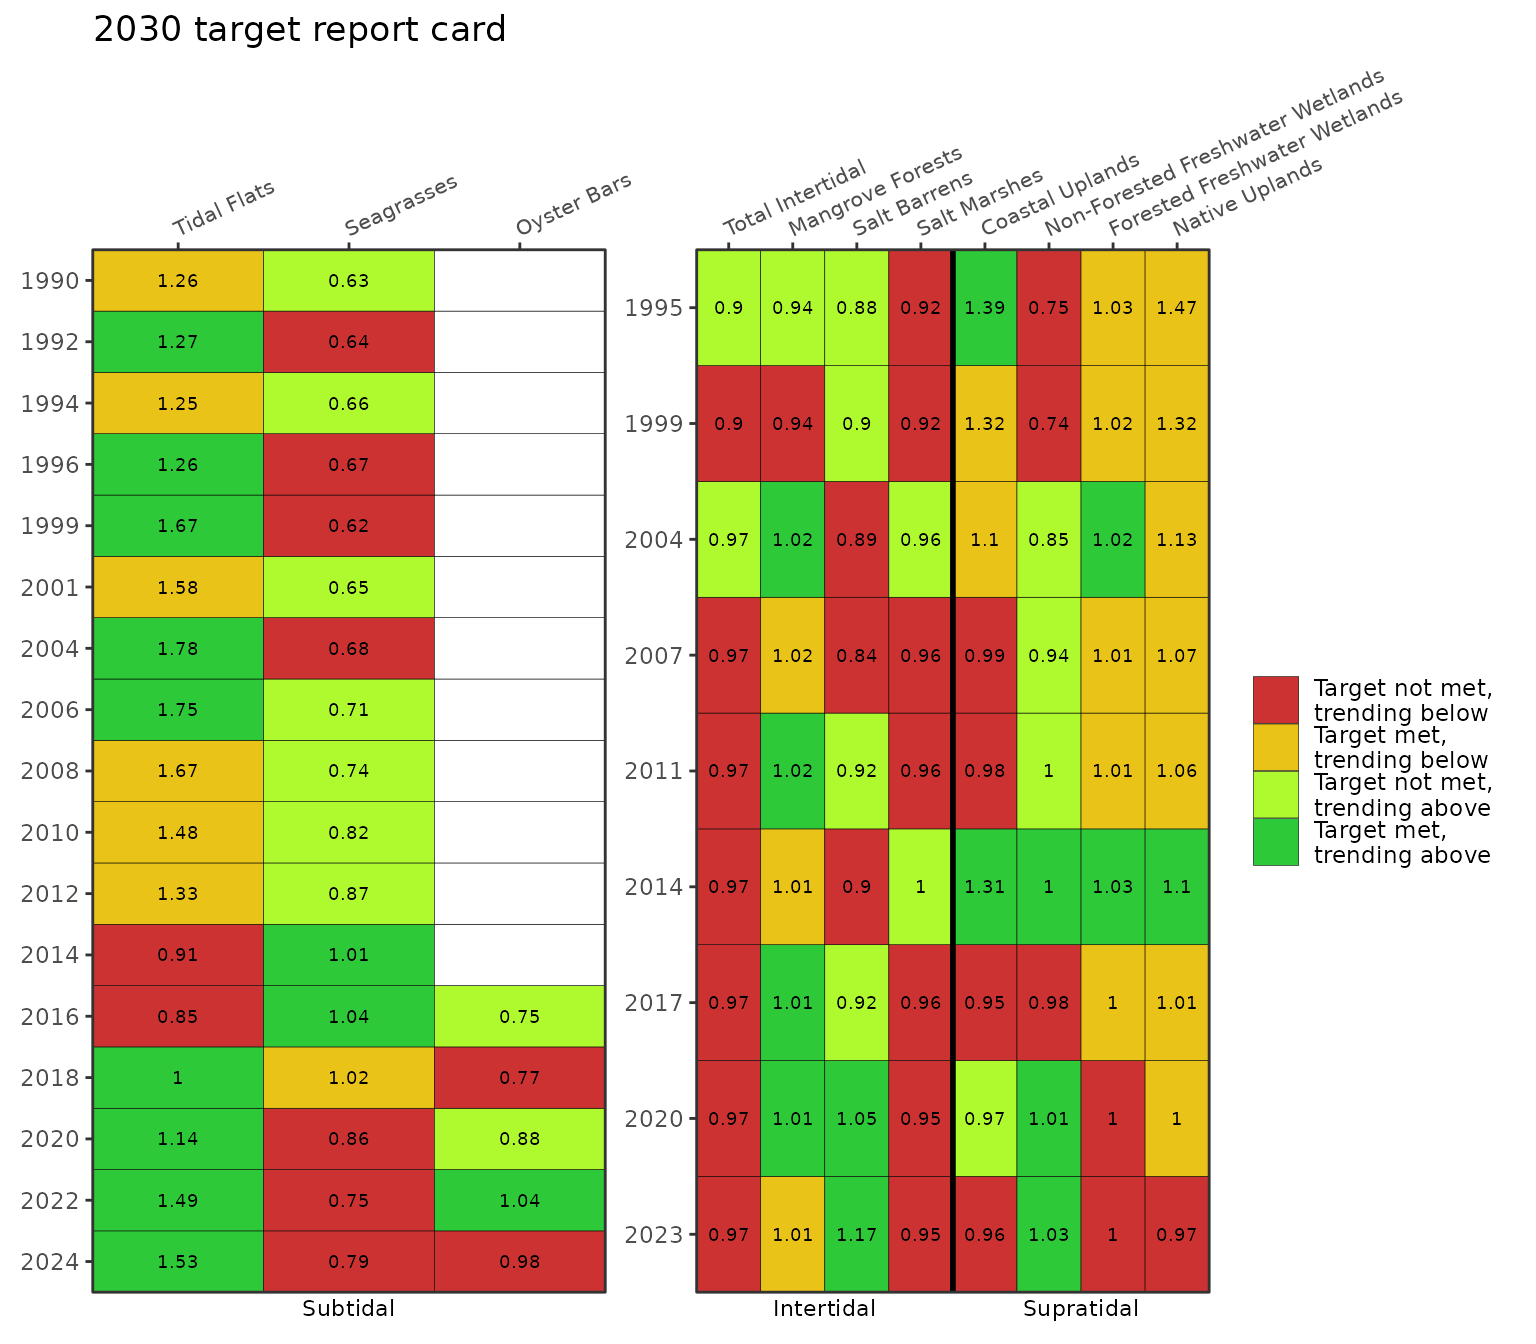 2030 target report card
Tidal Flats
Seagrasses
Oyster Bars
1990 1.26 0.63
1992 1.27 0.64
1994 1.25 0.66
1996 1.26 0.67
1999 1.67 0.62
2001 1.58 0.65
2004 1.78 0.68
2006 1.75 0.71
2008 1.67 0.74
2010 1.48 0.82
2012 1.33 0.87
2014 0.91 1.01
2016 0.85 1.04 0.75
2018 1 1.02 0.77
2020 1.14 0.86 0.88
2022 1.49 0.75 1.04
2024 1.53 0.79 0.98
Subtidal
Total Intertidal
Mangrove Forests
Salt Barrens
Salt Marshes
Coastal Uplands
Non-Forested Freshwater Wetlands
Forested Freshwater Wetlands
Native Uplands
1995 0.9 0.94 0.88 0.92 1.39 0.75 1.03 1.47
1999 0.9 0.94 0.9 0.92 1.32 0.74 1.02 1.32
2004 0.97 1.02 0.89 0.96 1.1 0.85 1.02 1.13
2007 0.97 1.02 0.84 0.96 0.99 0.94 1.01 1.07
2011 0.97 1.02 0.92 0.96 0.98 1 1.01 1.06
2014 0.97 1.01 0.9 1 1.31 1 1.03 1.1
2017 0.97 1.01 0.92 0.96 0.95 0.98 1 1.01
2020 0.97 1.01 1.05 0.95 0.97 1.01 1 1
2023 0.97 1.01 1.17 0.95 0.96 1.03 1 0.97
Intertidal Supratidal
Target not met,
trending below
Target met,
trending below
Target not met,
trending above
Target met,
trending above